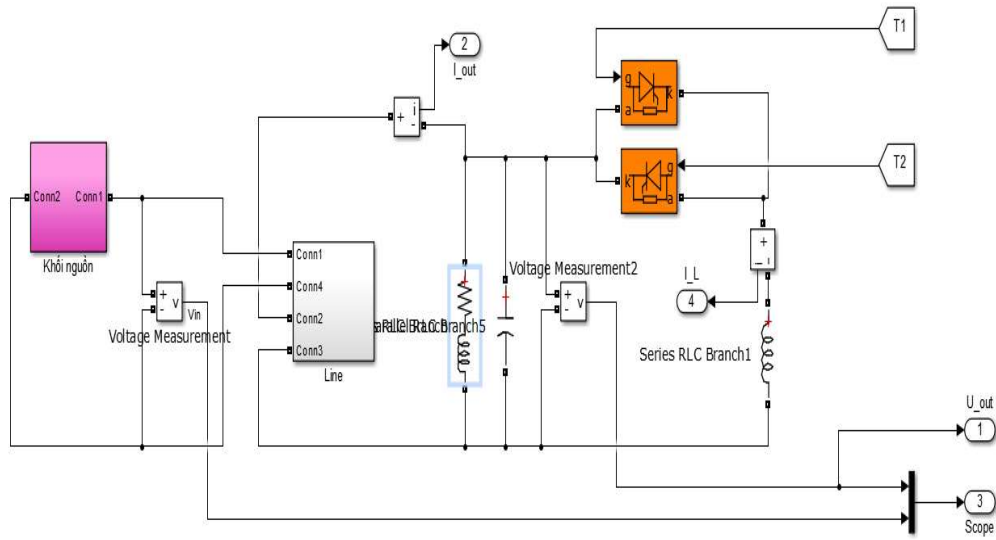 T1
2
I_out
i
+
-
g
k
a
T2
g
k
a
Conn2
Conn1
Khối nguồn
Conn1
Conn4
Conn2
Conn3
Line
+
-
v
Vin
Voltage Measurement
Voltage Measurement2
+
-
v
+
-
i
I_L
4
Series RLC Branch1
U_out
1
3
Scope